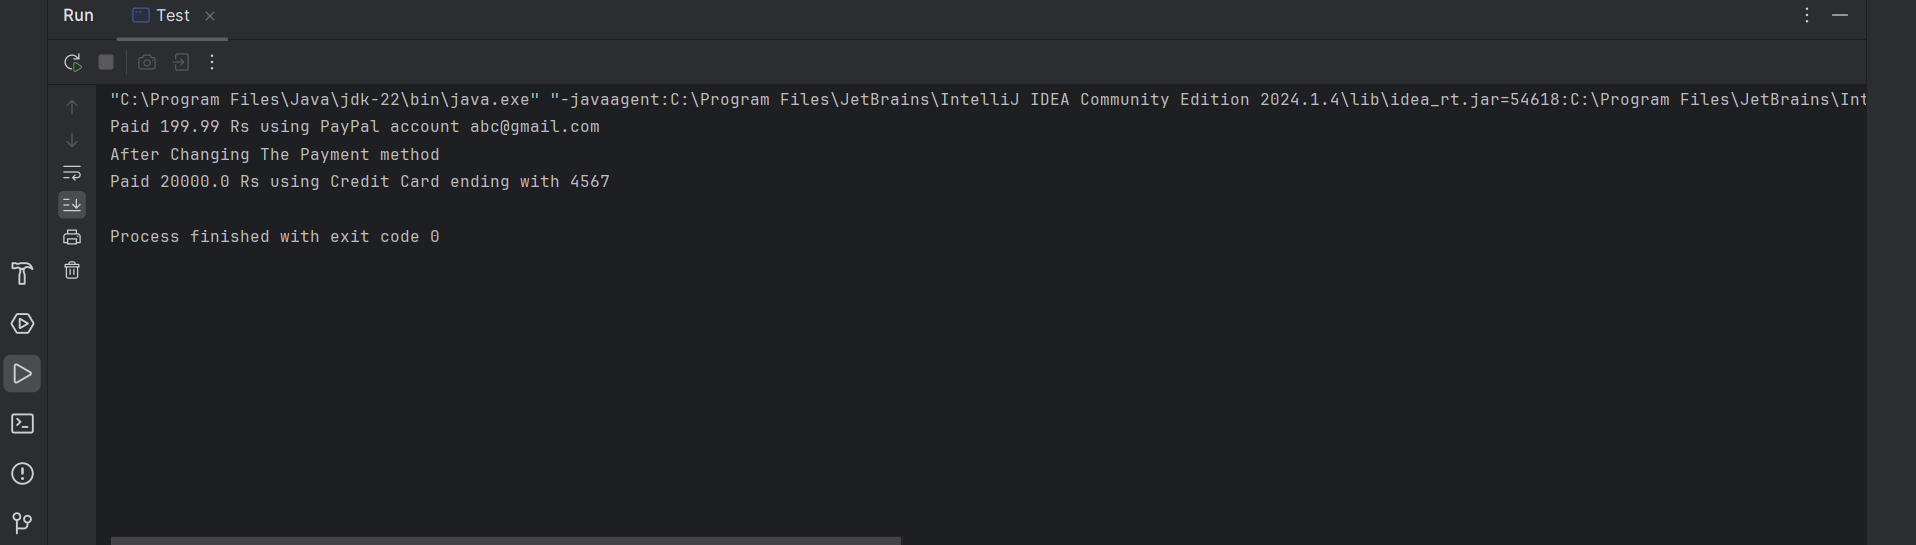 Run Test
"C:\Program Files\Java\jdk-22\bin\java.exe" "-javaagent:C:\Program Files\JetBrains\IntelliJ IDEA Community Edition 2024.1.4\lib\idea_rt.jar=54618:C:\Program Files\JetBrains\Int
Paid 199.99 Rs using PayPal account abc@gmail.com
After Changing The Payment method
Paid 20000.0 Rs using Credit Card ending with 4567
Process finished with exit code 0